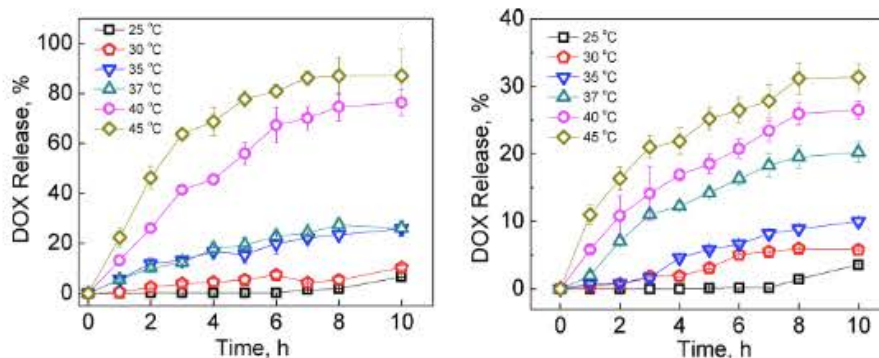 DOX Release, %
100
80
60
40
20
0
25 °C
30 °C
35 °C
37 °C
40 °C
45 °C
0 2 4 6 8 10
Time, h
DOX Release, %
40
30
20
10
0
25 °C
30 °C
35 °C
37 °C
40 °C
45 °C
0 2 4 6 8 10
Time, h